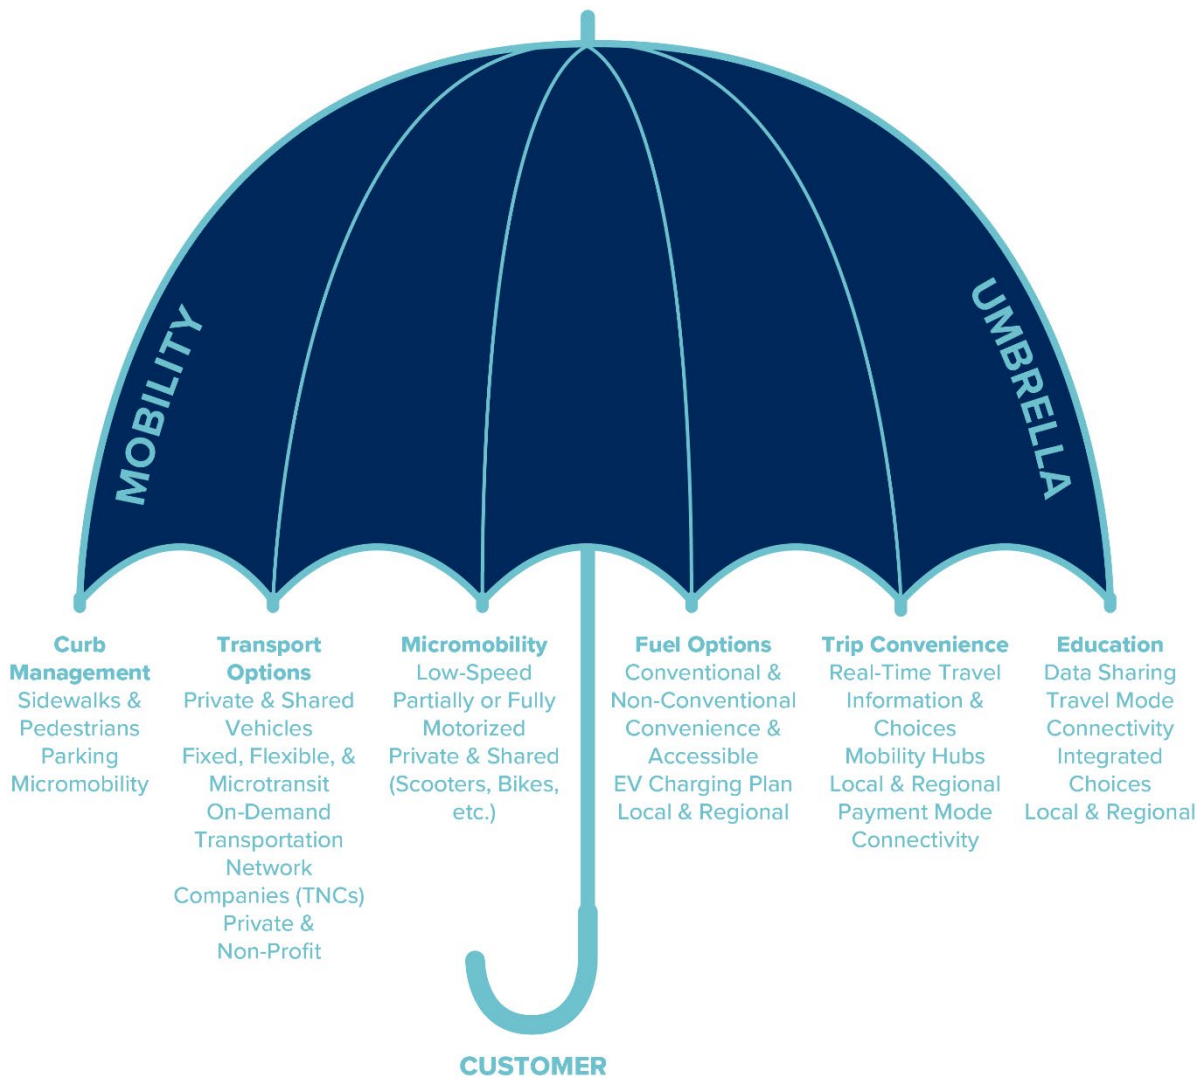 MOBILITY
UMBRELLA
Curb
Management
Sidewalks &
Pedestrians
Parking
Micromobility
Transport
Options
Private & Shared
Vehicles
Fixed, Flexible, &
Microtransit
On-Demand
Transportation
Network
Companies (TNCs)
Private &
Non-Profit
Micromobility
Low-Speed
Partially or Fully
Motorized
Private & Shared
(Scooters, Bikes,
etc.)
Fuel Options
Conventional &
Non-Conventional
Convenience &
Accessible
EV Charging Plan
Local & Regional
Trip Convenience
Real-Time Travel
Information &
Choices
Mobility Hubs
Local & Regional
Payment Mode
Connectivity
Education
Data Sharing
Travel Mode
Connectivity
Integrated
Choices
Local & Regional
CUSTOMER